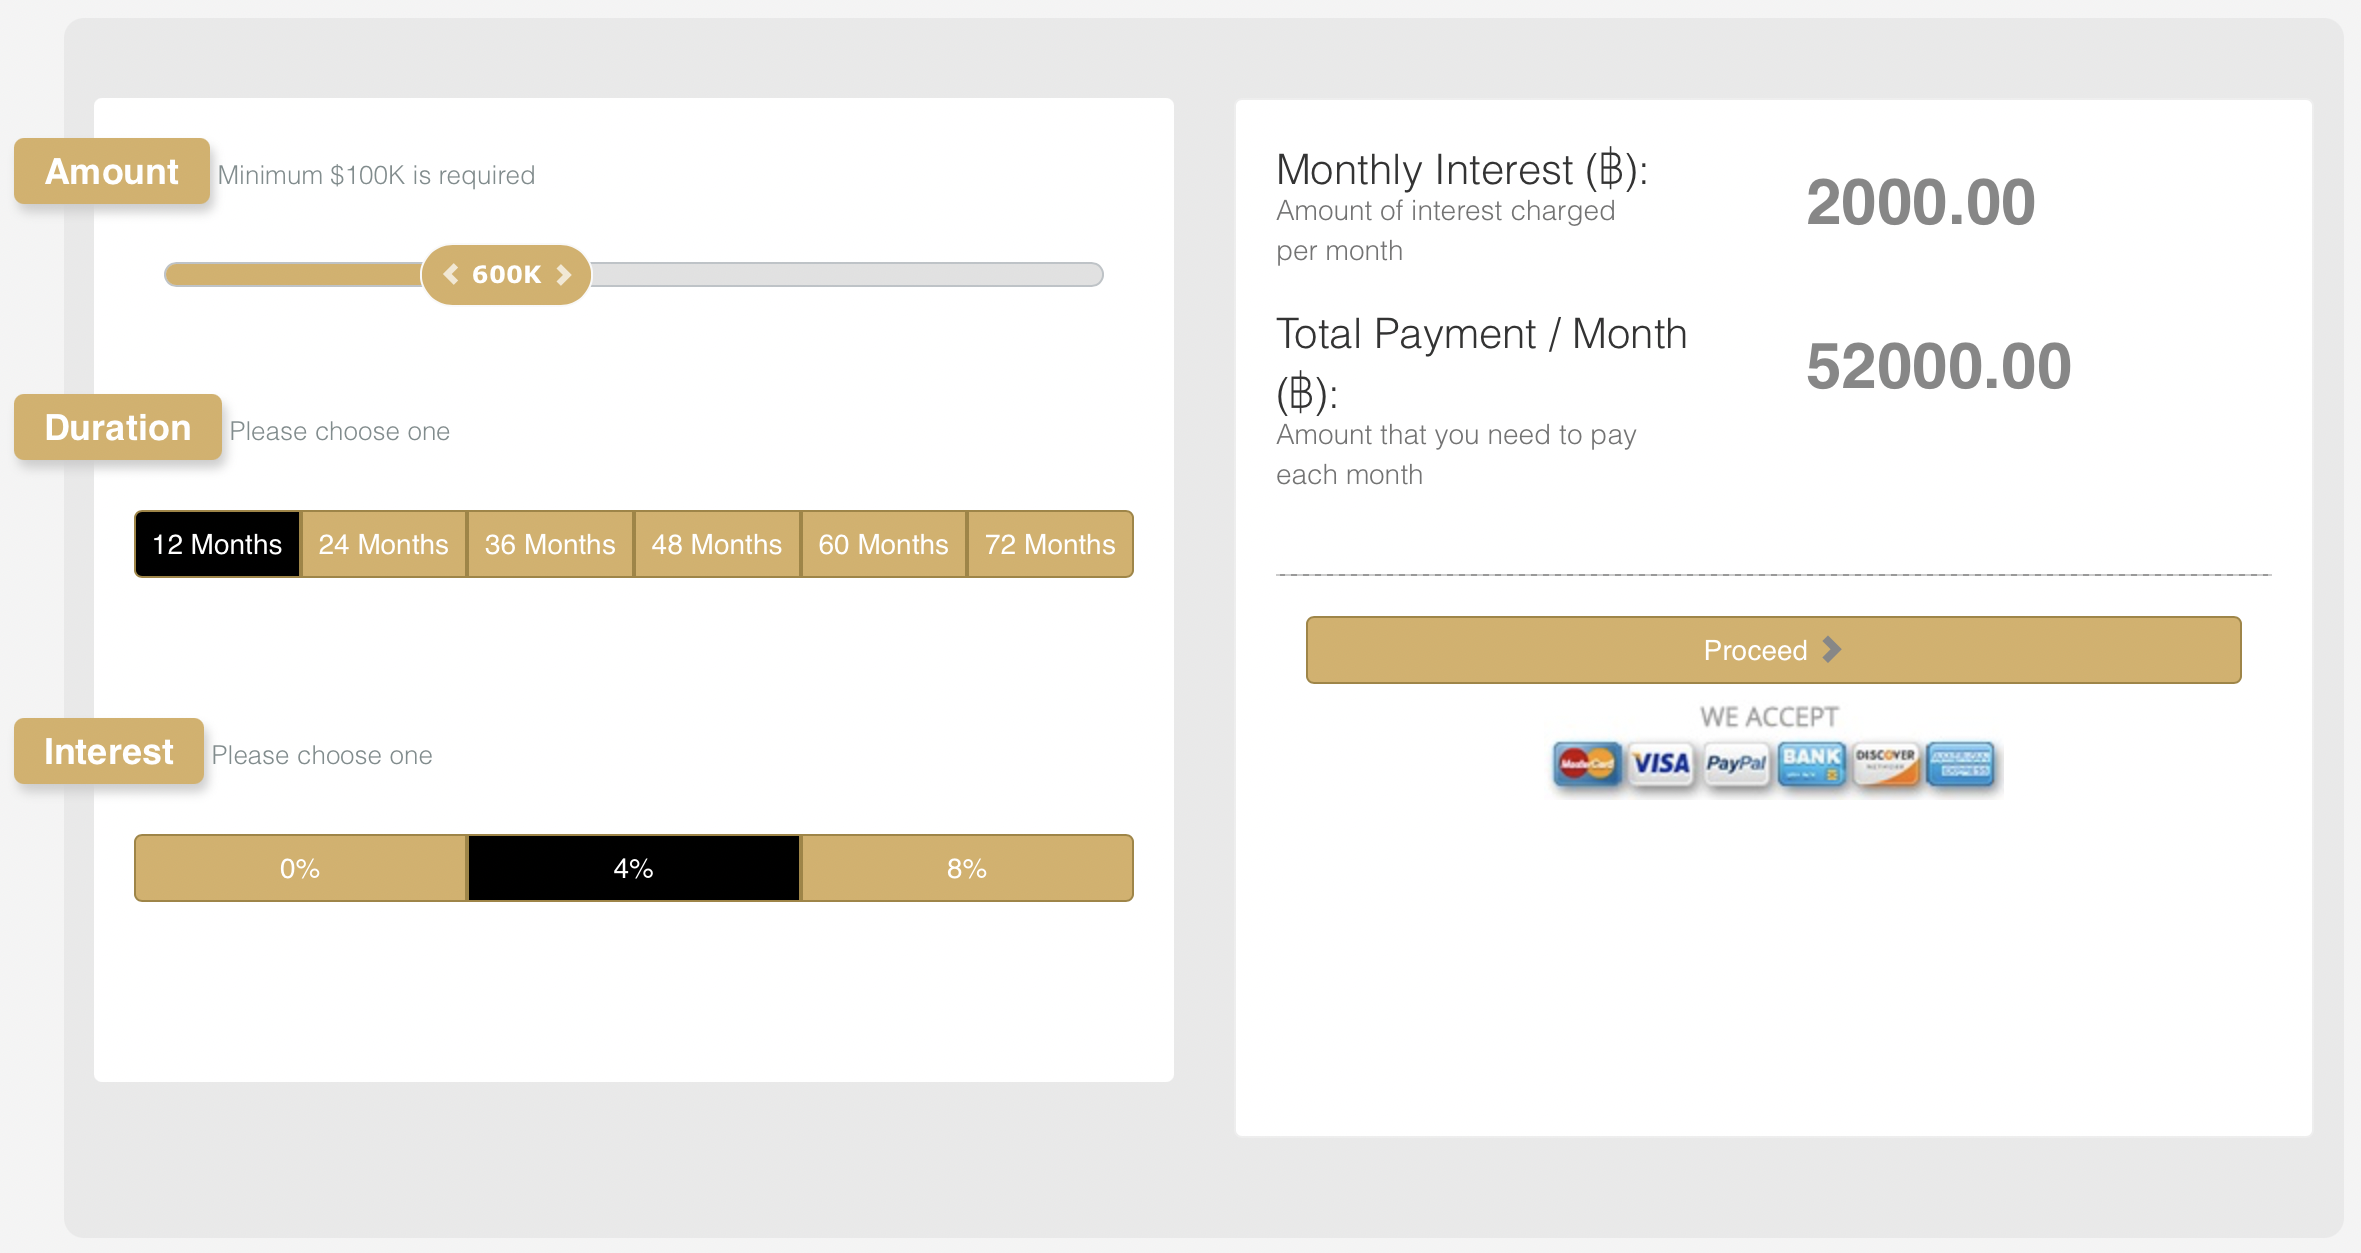 Amount Minimum $100K is required
600K
Duration Please choose one
12 Months 24 Months 36 Months 48 Months 60 Months 72 Months
Interest Please choose one
0% 4% 8%
Monthly Interest (฿): 2000.00
Amount of interest charged
per month
Total Payment / Month 52000.00
(฿):
Amount that you need to pay
each month
Proceed
WE ACCEPT
MasterCard VISA PayPal BANK DISCOVER NETWORK AMERICAN EXPRESS